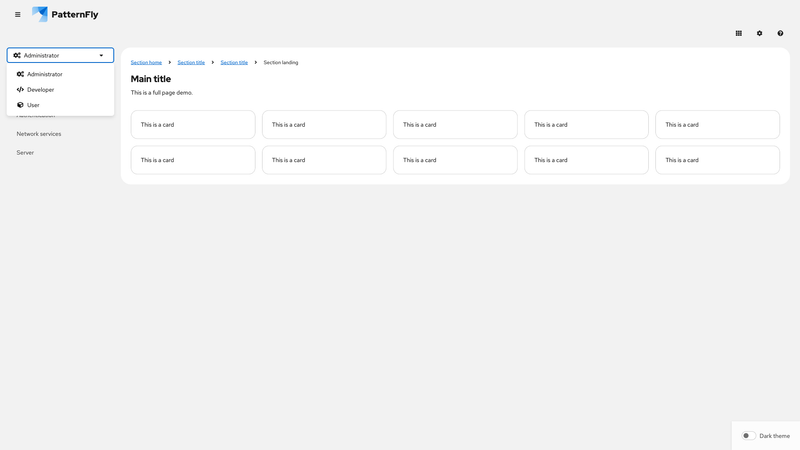 PatternFly
Administrator
Administrator
Developer
User
Network services
Server
Section home
Section title
Section title
Section landing
Main title
This is a full page demo.
This is a card
This is a card
This is a card
This is a card
This is a card
This is a card
This is a card
This is a card
This is a card
This is a card
Dark theme